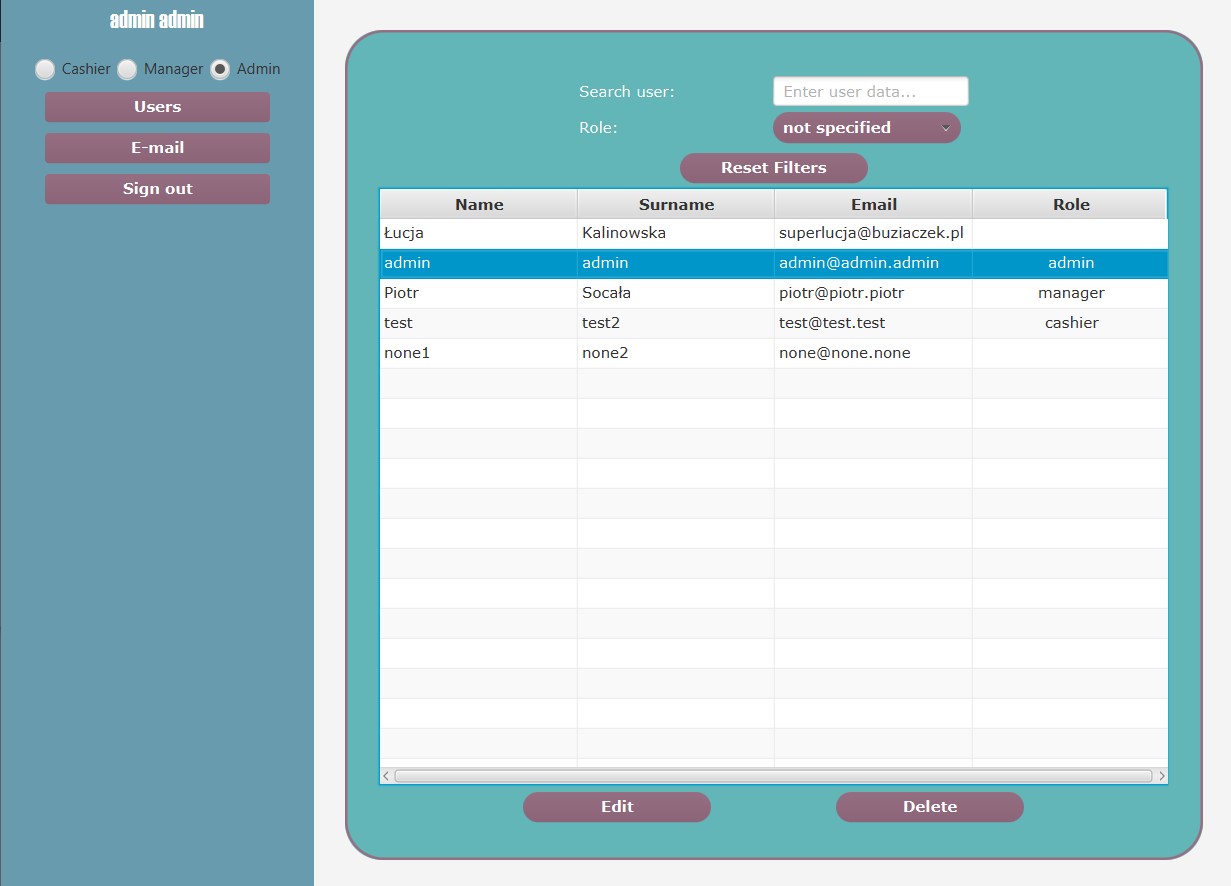 admin admin
Cashier Manager Admin
Users
E-mail
Sign out
Search user: Enter user data...
Role: not specified
Reset Filters
Name Surname Email Role
Łucja Kalinowska superlucja@buziaczek.pl
admin admin admin@admin.admin admin
Piotr Socała piotr@piotr.piotr manager
test test2 test@test.test cashier
none1 none2 none@none.none
Edit Delete